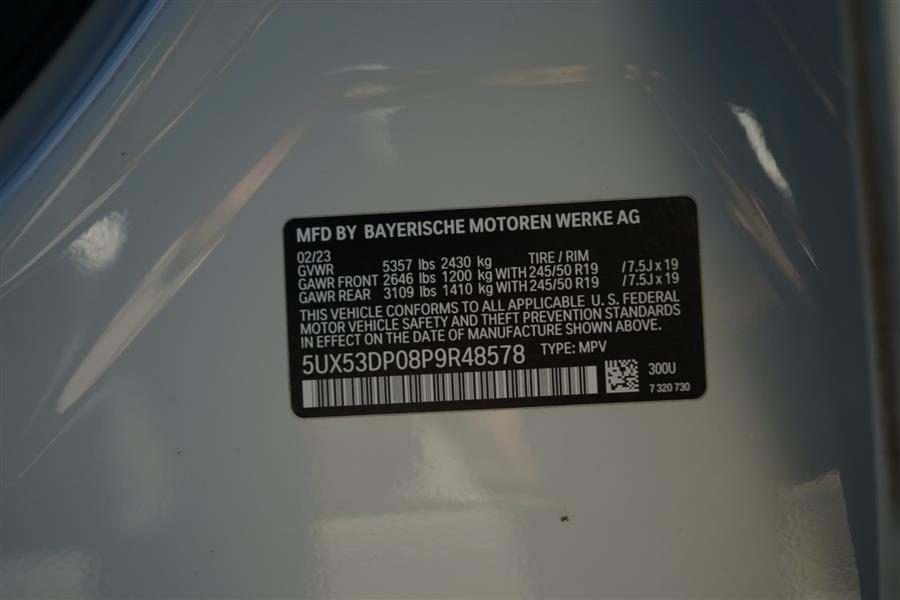 MFD BY BAYERISCHE MOTOREN WERKE AG
02/23 TIRE / RIM
GVWR 5357 lbs 2430 kg
GAWR FRONT 2646 lbs 1200 kg WITH 245/50 R19 / 7.5J x 19
GAWR REAR 3109 lbs 1410 kg WITH 245/50 R19 / 7.5J x 19
THIS VEHICLE CONFORMS TO ALL APPLICABLE U. S. FEDERAL
MOTOR VEHICLE SAFETY AND THEFT PREVENTION STANDARDS
IN EFFECT ON THE DATE OF MANUFACTURE SHOWN ABOVE.
5UX53DP08P9R48578 TYPE: MPV
300U
7 320 730